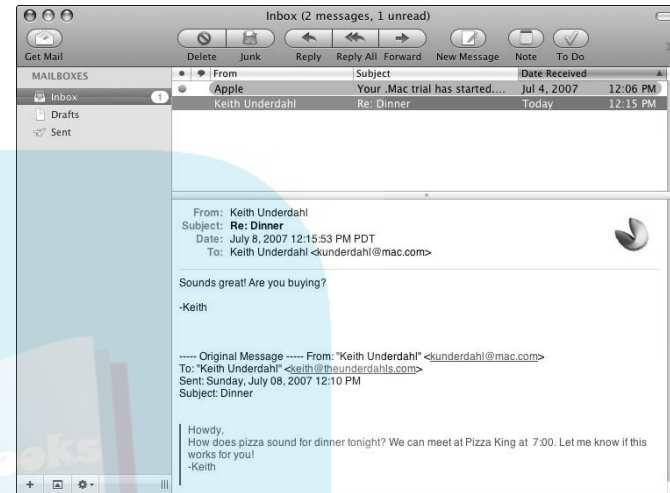 Inbox (2 messages, 1 unread)
Get Mail Delete Junk Reply Reply All Forward New Message Note To Do
MAILBOXES
Inbox 1
Drafts
Sent
From Subject Date Received
Apple Your .Mac trial has started.... Jul 4, 2007 12:06 PM
Keith Underdahl Re: Dinner Today 12:15 PM
From: Keith Underdahl
Subject: Re: Dinner
Date: July 8, 2007 12:15:53 PM PDT
To: Keith Underdahl <kunderdahl@mac.com>
Sounds great! Are you buying?
-Keith
----- Original Message ----- From: "Keith Underdahl" <kunderdahl@mac.com>
To: "Keith Underdahl" <keith@theunderdahls.com>
Sent: Sunday, July 08, 2007 12:10 PM
Subject: Dinner
Howdy,
How does pizza sound for dinner tonight? We can meet at Pizza King at 7:00. Let me know if this
works for you!
-Keith